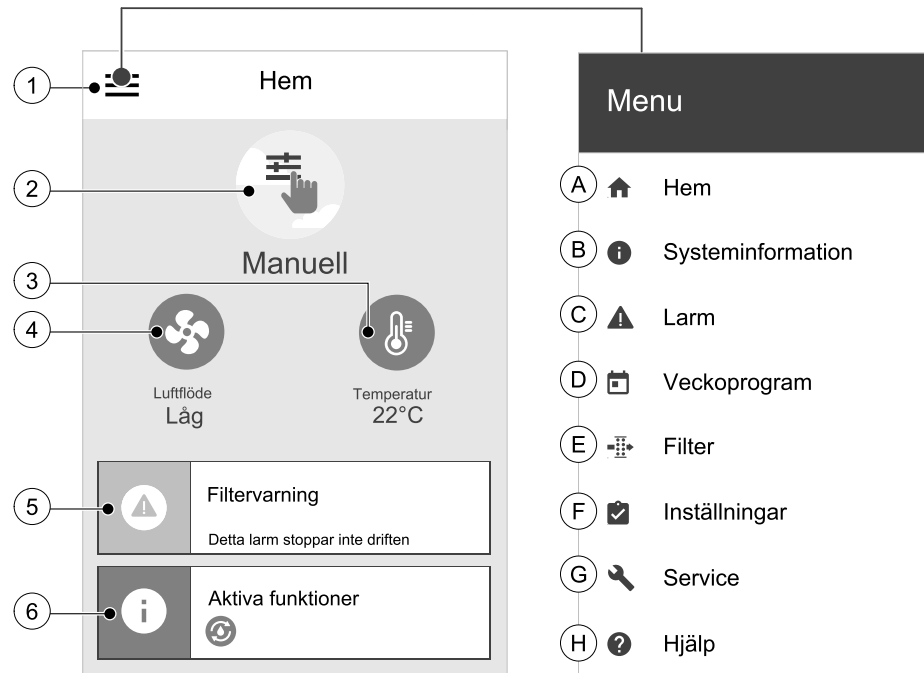 1
Hem
2
Manuell
3
4
Luftflöde
Låg
Temperatur
22°C
5
Filtervarning
Detta larm stoppar inte driften
6
Aktiva funktioner
Menu
A Hem
B Systeminformation
C Larm
D Veckoprogram
E Filter
F Inställningar
G Service
H Hjälp